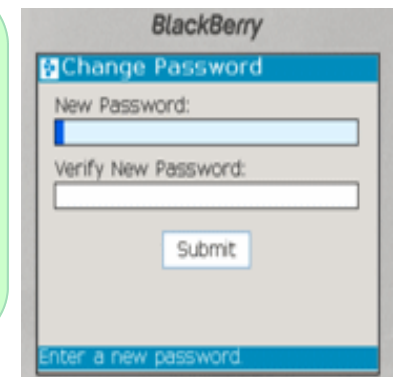 BlackBerry
Change Password
New Password:
Verify New Password:
Submit
Enter a new password.